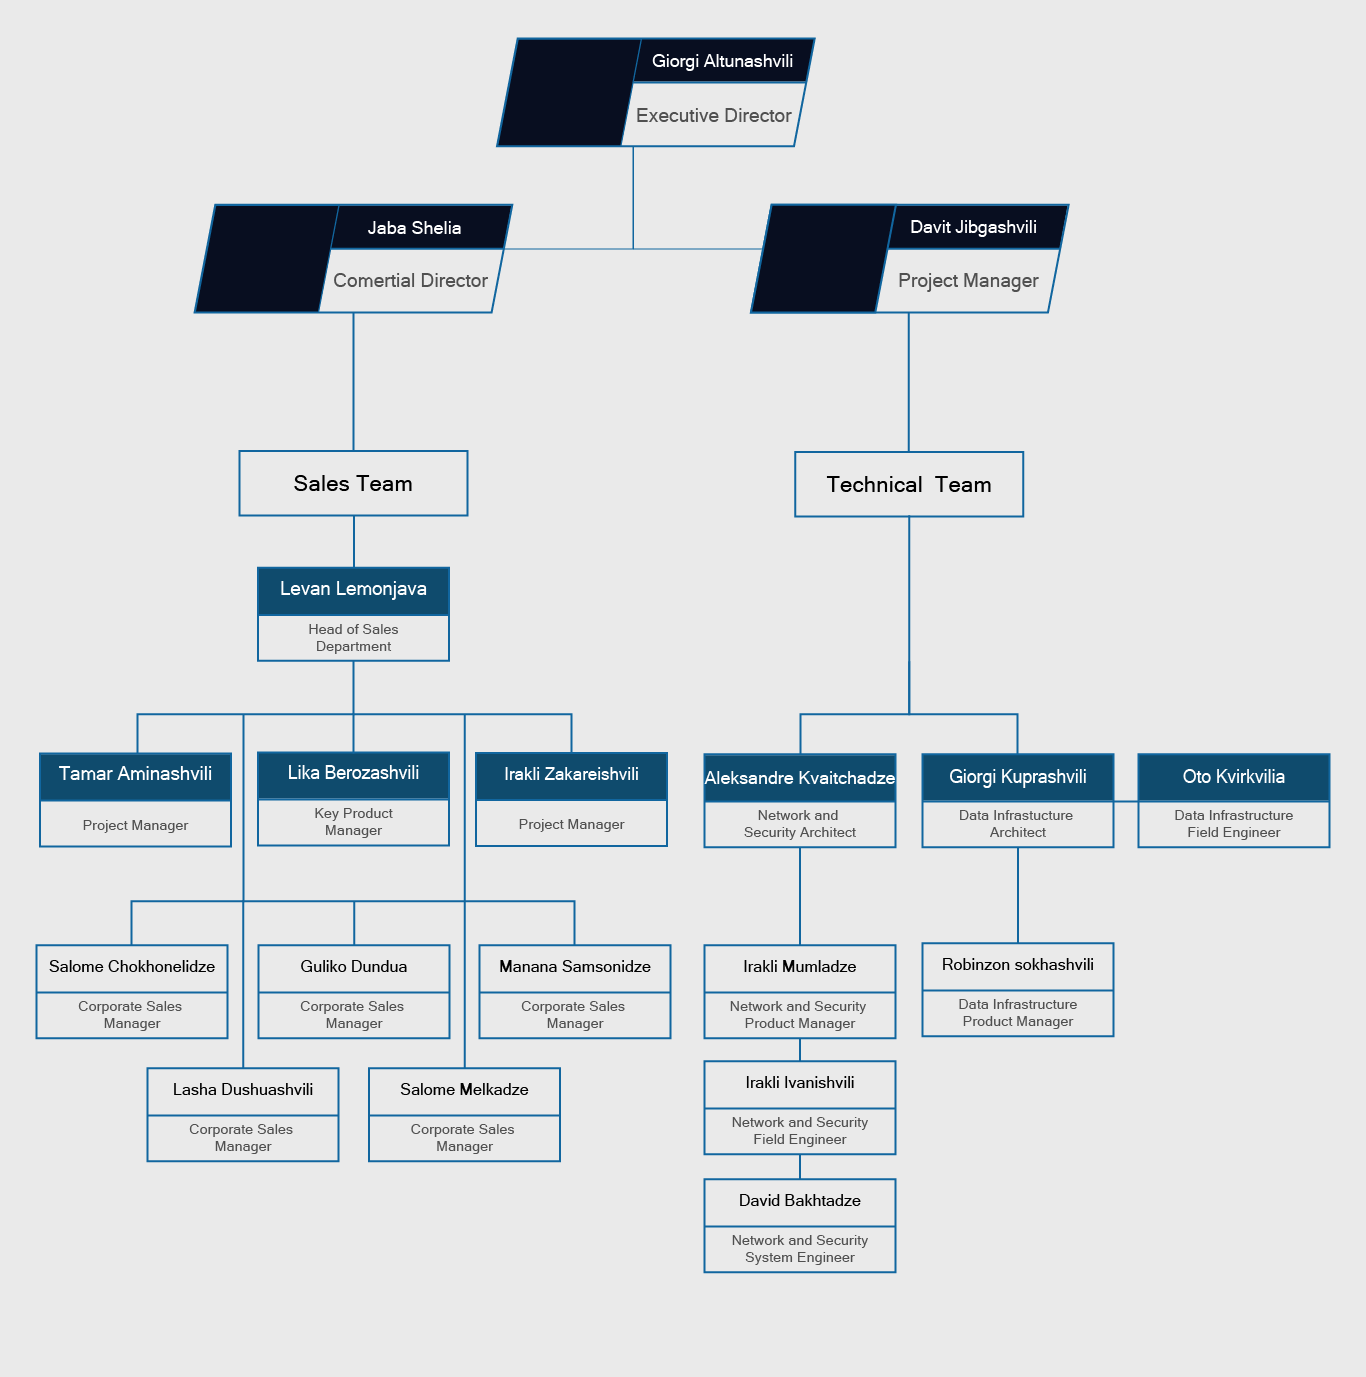 Giorgi Altunashvili
Executive Director
Jaba Shelia
Comertial Director
Davit Jibgashvili
Project Manager
Sales Team
Technical Team
Levan Lemonjava
Head of Sales
Department
Tamar Aminashvili
Project Manager
Lika Berozashvili
Key Product
Manager
Irakli Zakareishvili
Project Manager
Aleksandre Kvaitchadze
Network and
Security Architect
Giorgi Kuprashvili
Data Infrastucture
Architect
Oto Kvirkvilia
Data Infrastructure
Field Engineer
Salome Chokhonelidze
Corporate Sales
Manager
Guliko Dundua
Corporate Sales
Manager
Manana Samsonidze
Corporate Sales
Manager
Irakli Mumladze
Network and Security
Product Manager
Robinzon sokhashvili
Data Infrastructure
Product Manager
Lasha Dushuashvili
Corporate Sales
Manager
Salome Melkadze
Corporate Sales
Manager
Irakli Ivanishvili
Network and Security
Field Engineer
David Bakhtadze
Network and Security
System Engineer